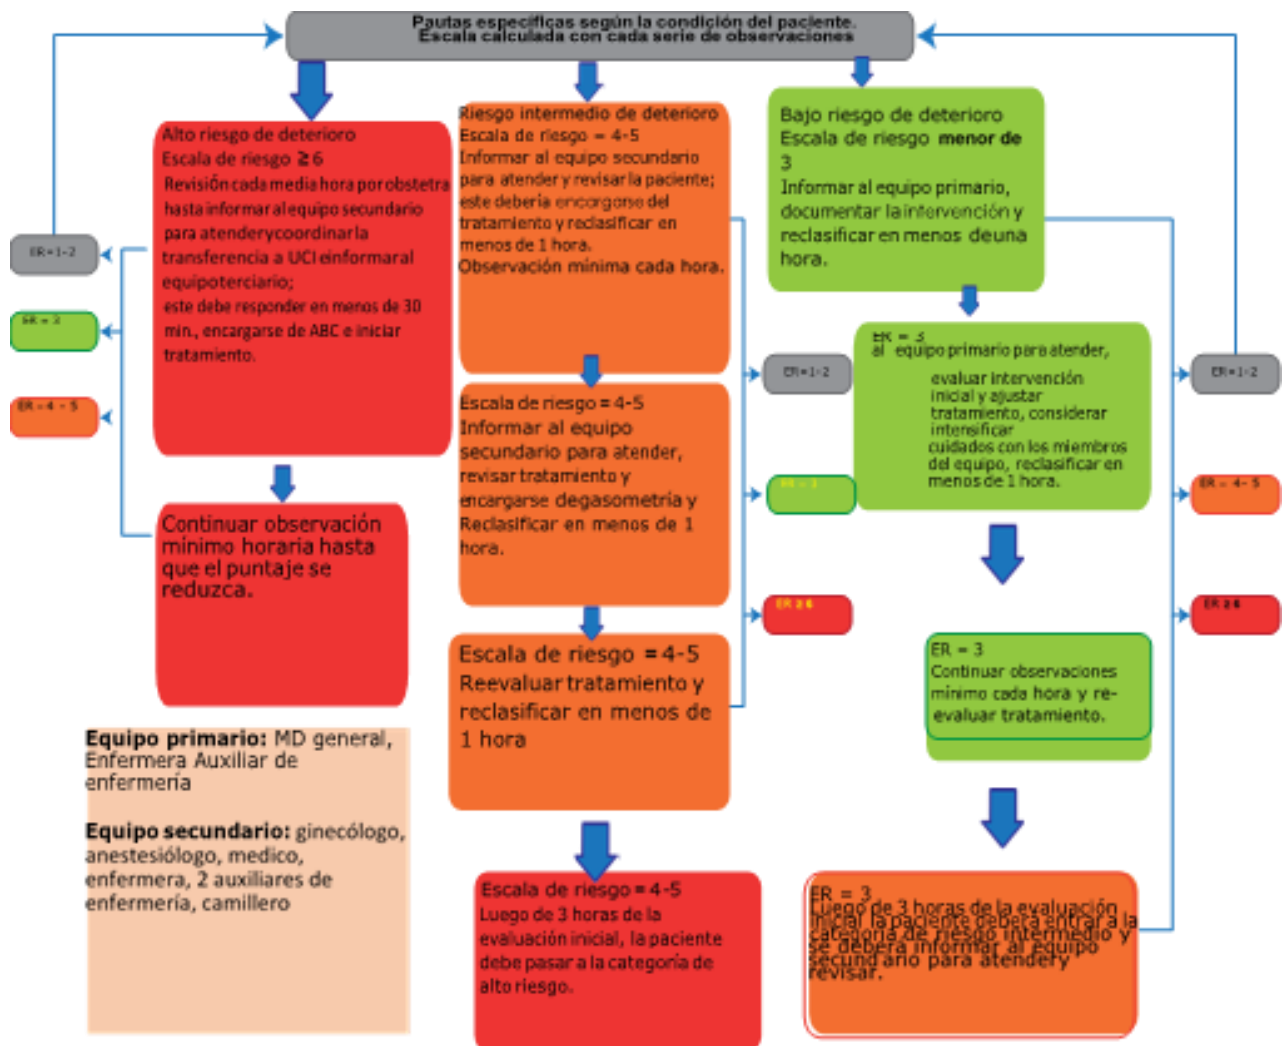 Pautas específicas según la condición del paciente.
Escala calculada con cada serie de observaciones
Alto riesgo de deterioro
Escala de riesgo ≥ 6
Revisión cada media hora por obstetra
hasta informar al equipo secundario
para atenderycoordinar la
transferencia a UCI einformar al
equipoterciario;
este debe responder en menos de 30
min., encargarse de ABC e iniciar
tratamiento.
ER=1-2
ER = 3
ER = 4 - 5
Continuar observación
mínimo horaria hasta
que el puntaje se
reduzca.
Equipo primario: MD general,
Enfermera Auxiliar de
enfermería
Equipo secundario: ginecólogo,
anestesiólogo, medico,
enfermera, 2 auxiliares de
enfermería, camillero
Riesgo intermedio de deterioro
Escala de riesgo = 4-5
Informar al equipo secundario
para atender y revisar la paciente;
este debería encargarse del
tratamiento y reclasificar en
menos de 1 hora.
Observación mínima cada hora.
Escala de riesgo = 4-5
Informar al equipo
secundario para atender,
revisar tratamiento y
encargarse degasometría y
Reclasificar en menos de 1
hora.
Escala de riesgo = 4-5
Reevaluar tratamiento y
reclasificar en menos de
1 hora
Escala de riesgo = 4-5
Luego de 3 horas de la
evaluación inicial, la paciente
debe pasar a la categoría de
alto riesgo.
ER=1-2
ER = 3
ER ≥ 6
Bajo riesgo de deterioro
Escala de riesgo menor de
3
Informar al equipo primario,
documentar la intervención y
reclasificar en menos deuna
hora.
ER = 3
al equipo primario para atender,
evaluar intervención
inicial y ajustar
tratamiento, considerar
intensificar
cuidados con los miembros
del equipo, reclasificar en
menos de 1 hora.
ER = 3
Continuar observaciones
mínimo cada hora y re-
evaluar tratamiento.
ER = 3
Luego de 3 horas de la evaluación
inicial la paciente deberá entrar a la
categoría de riesgo intermedio y
se deberá informar al equipo
secundario para atendery
revisar.
ER=1-2
ER = 4- 5
ER ≥ 6